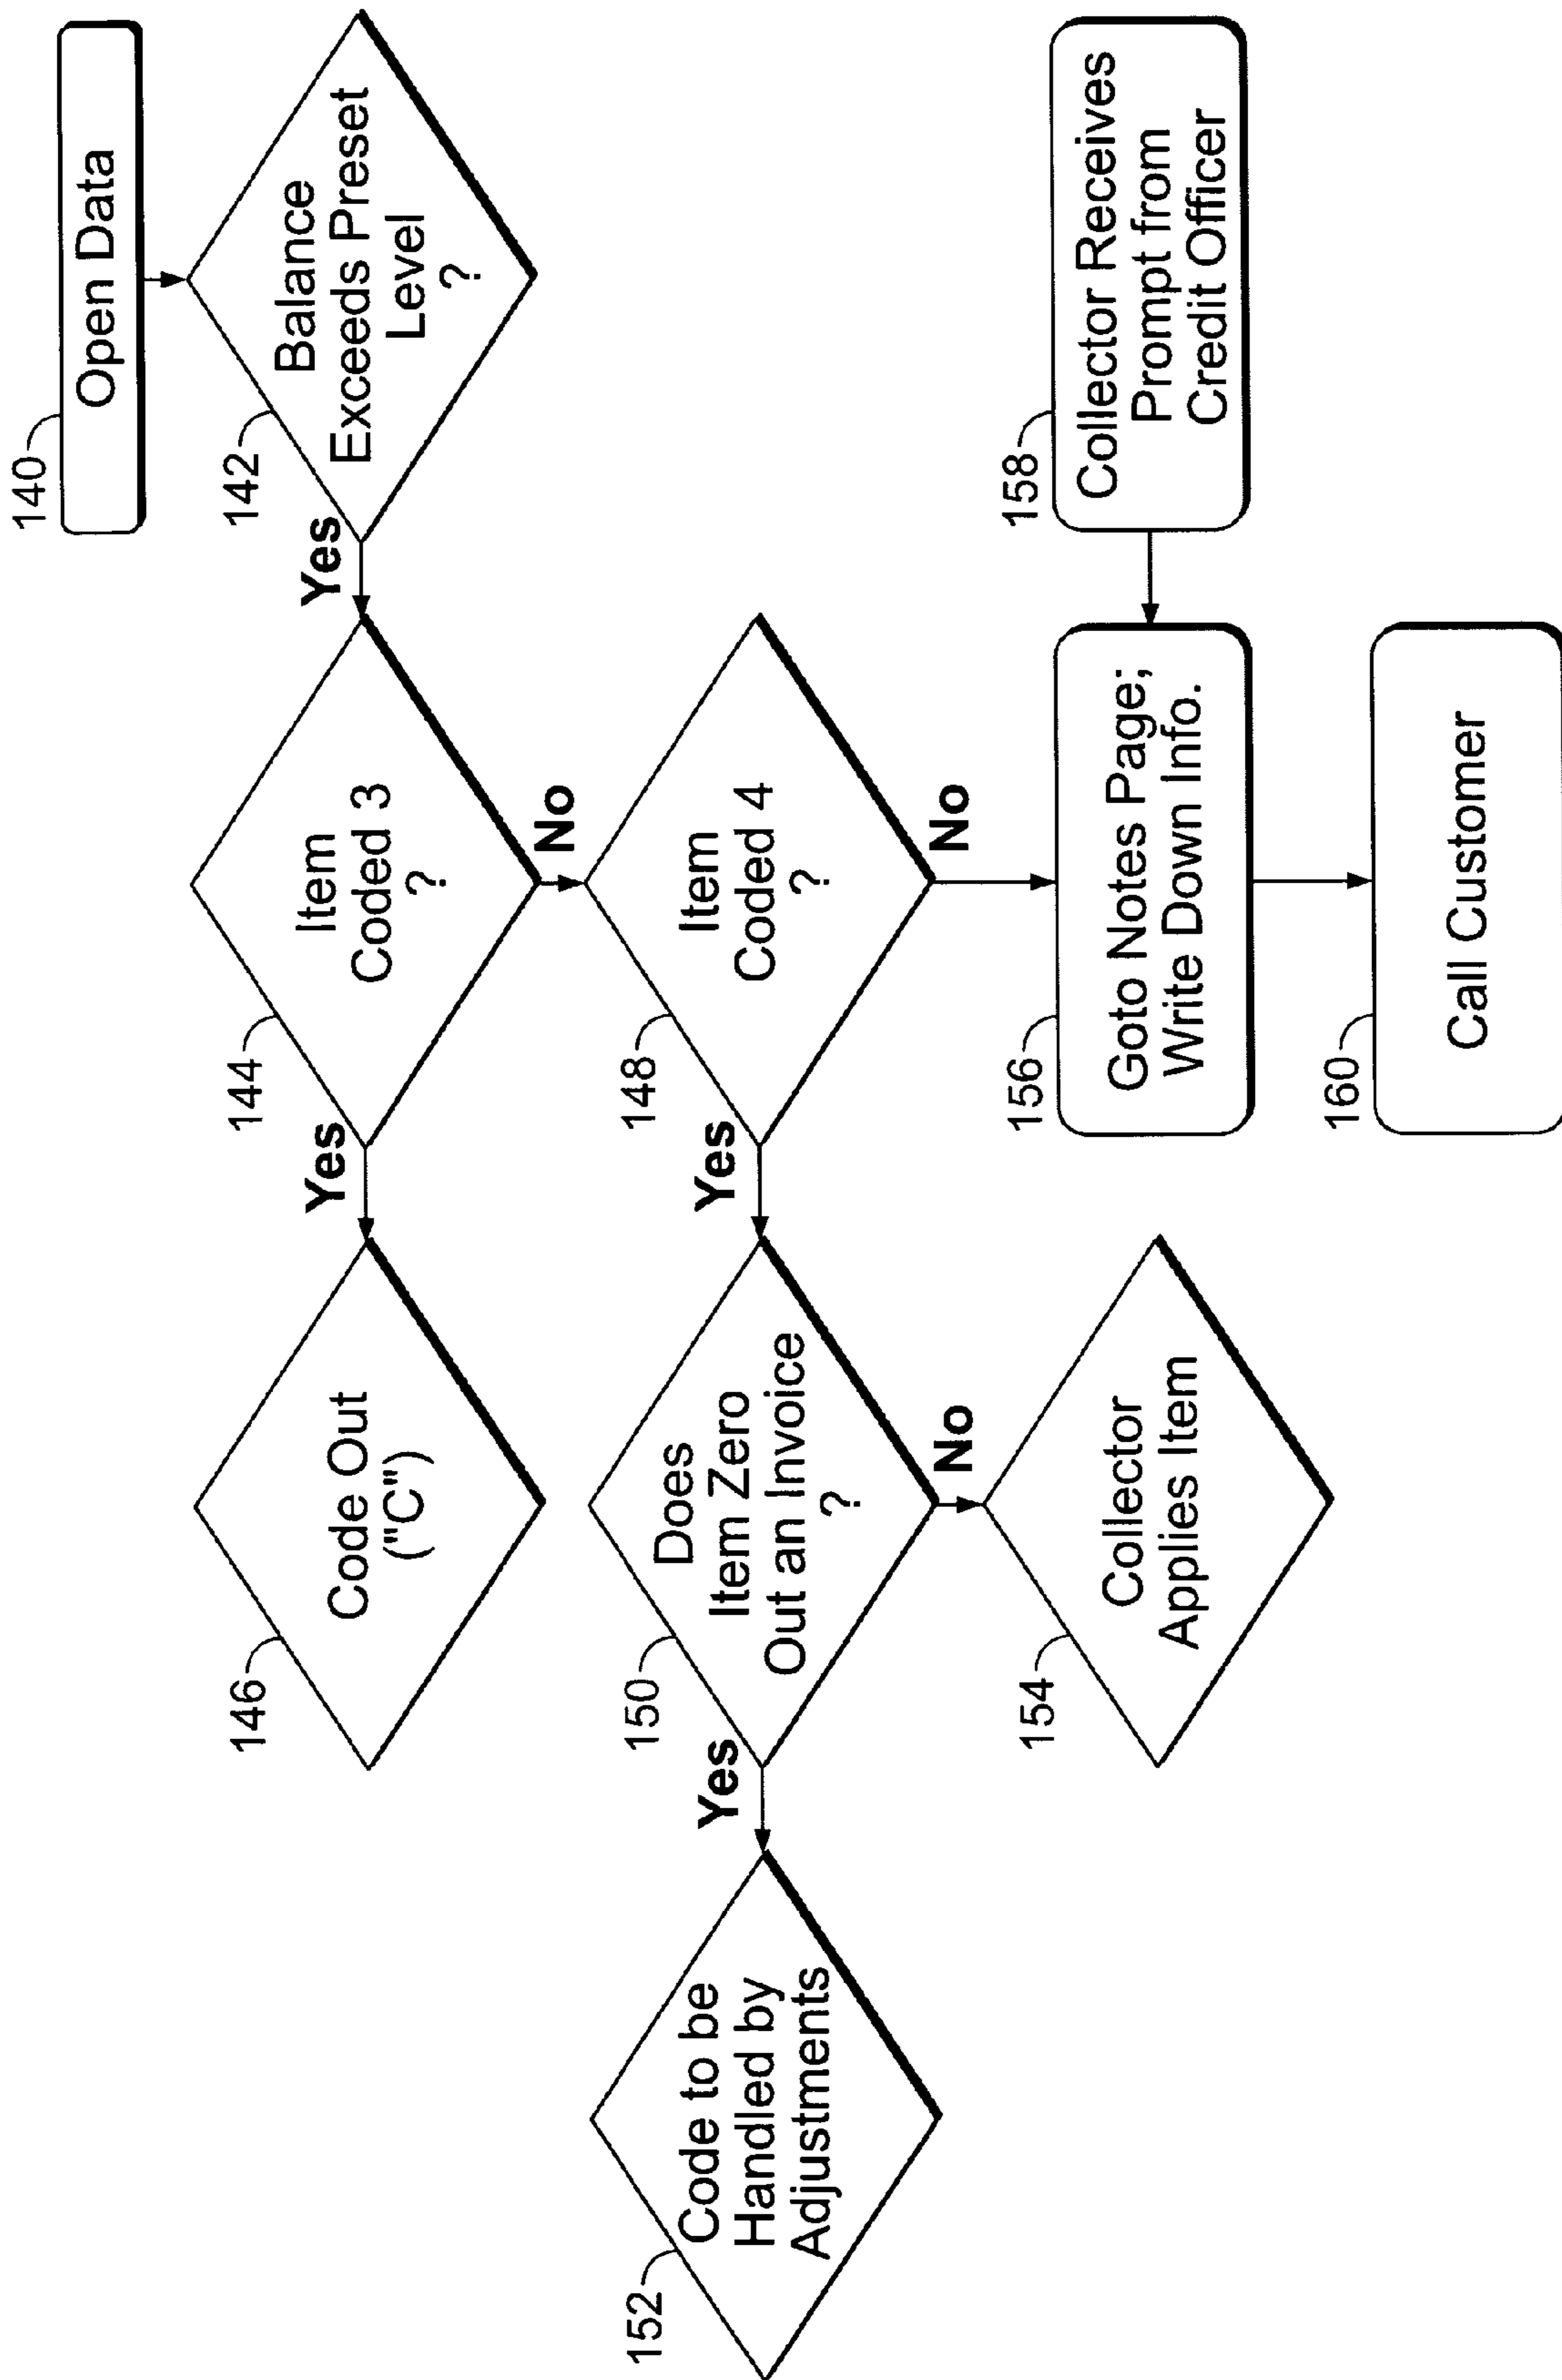 140
Open Data
142
Balance
Exceeds Preset
Level
?
Yes
144
Item
Coded 3
?
Yes
No
146
Code Out
("C")
148
Item
Coded 4
?
Yes
No
150
Does
Item Zero
Out an Invoice
?
Yes
No
152
Code to be
Handled by
Adjustments
154
Collector
Applies Item
156
Goto Notes Page;
Write Down Info.
158
Collector Receives
Prompt from
Credit Officer
160
Call Customer